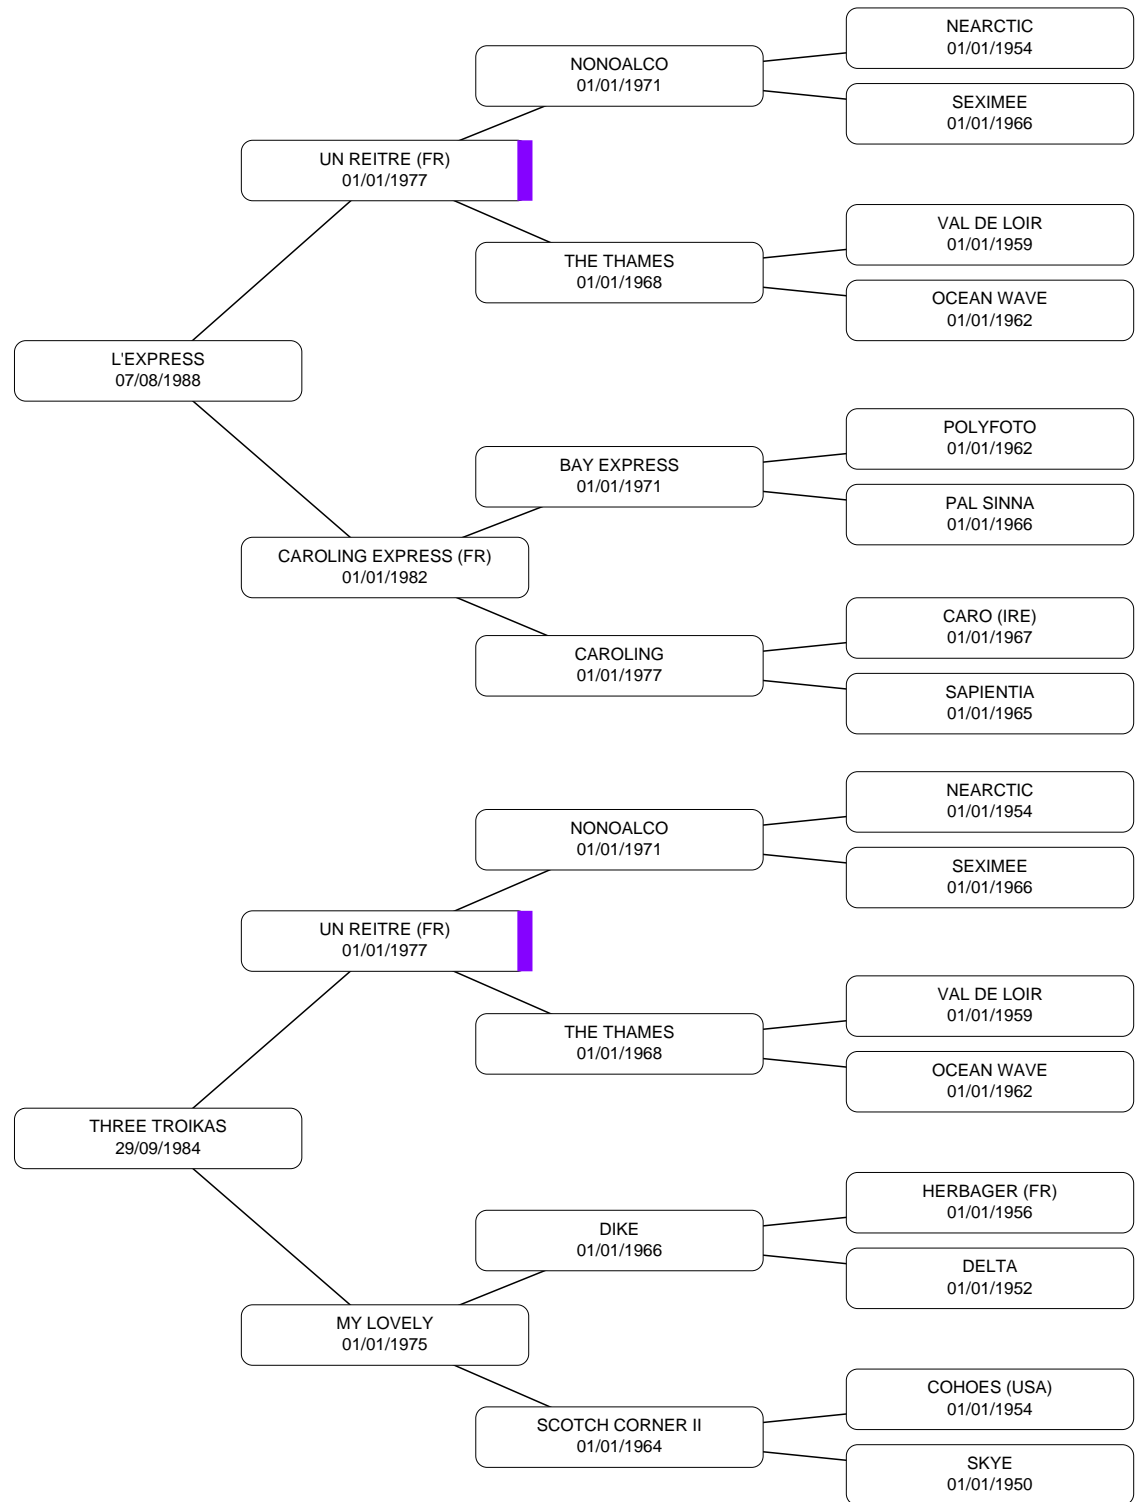 NEARCTIC
01/01/1954
NONOALCO
01/01/1971
SEXIMEE
01/01/1966
UN REITRE (FR)
01/01/1977
VAL DE LOIR
01/01/1959
THE THAMES
01/01/1968
OCEAN WAVE
01/01/1962
L'EXPRESS
07/08/1988
POLYFOTO
01/01/1962
BAY EXPRESS
01/01/1971
PAL SINNA
01/01/1966
CAROLING EXPRESS (FR)
01/01/1982
CARO (IRE)
01/01/1967
CAROLING
01/01/1977
SAPIENTIA
01/01/1965
NEARCTIC
01/01/1954
NONOALCO
01/01/1971
SEXIMEE
01/01/1966
UN REITRE (FR)
01/01/1977
VAL DE LOIR
01/01/1959
THE THAMES
01/01/1968
OCEAN WAVE
01/01/1962
THREE TROIKAS
29/09/1984
HERBAGER (FR)
01/01/1956
DIKE
01/01/1966
DELTA
01/01/1952
MY LOVELY
01/01/1975
COHOES (USA)
01/01/1954
SCOTCH CORNER II
01/01/1964
SKYE
01/01/1950